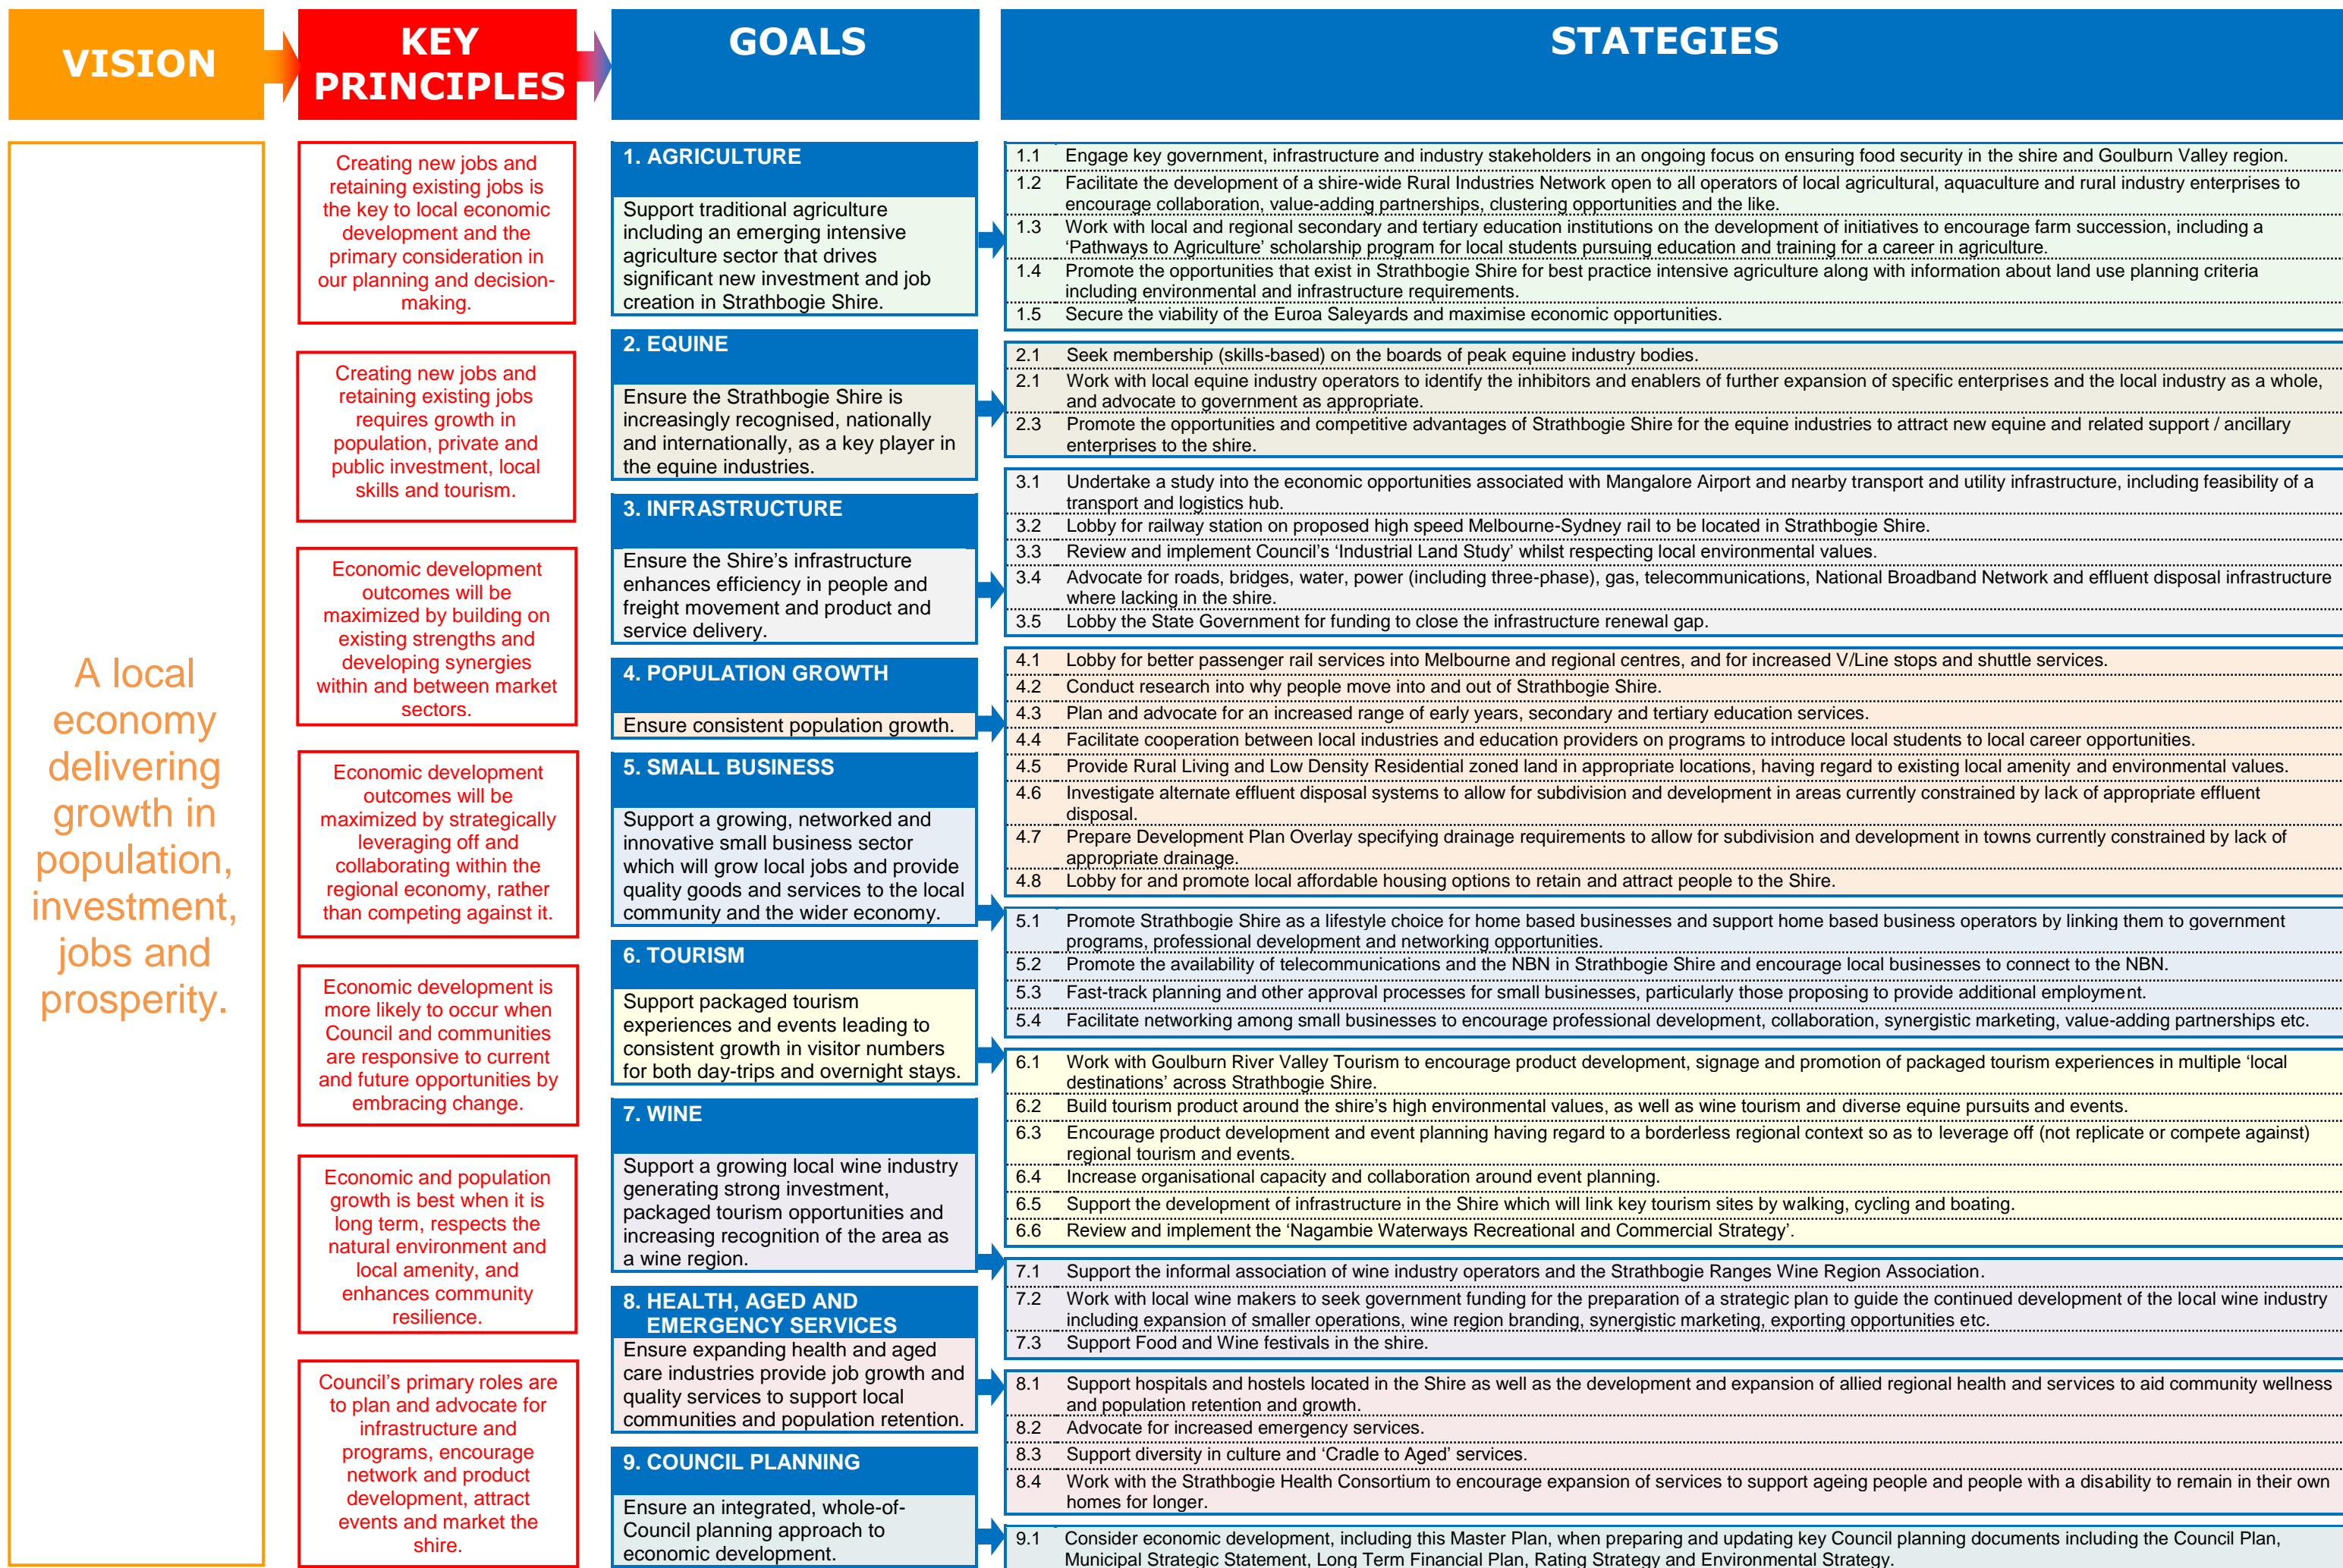 VISION
KEY
PRINCIPLES
GOALS
STATEGIES
A local
economy
delivering
growth in
population,
investment,
jobs and
prosperity.
Creating new jobs and
retaining existing jobs is
the key to local economic
development and the
primary consideration in
our planning and decision-
making.
Creating new jobs and
retaining existing jobs
requires growth in
population, private and
public investment, local
skills and tourism.
Economic development
outcomes will be
maximized by building on
existing strengths and
developing synergies
within and between market
sectors.
Economic development
outcomes will be
maximized by strategically
leveraging off and
collaborating within the
regional economy, rather
than competing against it.
Economic development is
more likely to occur when
Council and communities
are responsive to current
and future opportunities by
embracing change.
Economic and population
growth is best when it is
long term, respects the
natural environment and
local amenity, and
enhances community
resilience.
Council's primary roles are
to plan and advocate for
infrastructure and
programs, encourage
network and product
development, attract
events and market the
shire.
1. AGRICULTURE
Support traditional agriculture
including an emerging intensive
agriculture sector that drives
significant new investment and job
creation in Strathbogie Shire.
2. EQUINE
Ensure the Strathbogie Shire is
increasingly recognised, nationally
and internationally, as a key player in
the equine industries.
3. INFRASTRUCTURE
Ensure the Shire's infrastructure
enhances efficiency in people and
freight movement and product and
service delivery.
4. POPULATION GROWTH
Ensure consistent population growth.
5. SMALL BUSINESS
Support a growing, networked and
innovative small business sector
which will grow local jobs and provide
quality goods and services to the local
community and the wider economy.
6. TOURISM
Support packaged tourism
experiences and events leading to
consistent growth in visitor numbers
for both day-trips and overnight stays.
7. WINE
Support a growing local wine industry
generating strong investment,
packaged tourism opportunities and
increasing recognition of the area as
a wine region.
8. HEALTH, AGED AND
EMERGENCY SERVICES
Ensure expanding health and aged
care industries provide job growth and
quality services to support local
communities and population retention.
9. COUNCIL PLANNING
Ensure an integrated, whole-of-
Council planning approach to
economic development.
1.1 Engage key government, infrastructure and industry stakeholders in an ongoing focus on ensuring food security in the shire and Goulburn Valley region.
1.2 Facilitate the development of a shire-wide Rural Industries Network open to all operators of local agricultural, aquaculture and rural industry enterprises to
encourage collaboration, value-adding partnerships, clustering opportunities and the like.
1.3 Work with local and regional secondary and tertiary education institutions on the development of initiatives to encourage farm succession, including a
'Pathways to Agriculture' scholarship program for local students pursuing education and training for a career in agriculture.
1.4 Promote the opportunities that exist in Strathbogie Shire for best practice intensive agriculture along with information about land use planning criteria
including environmental and infrastructure requirements.
1.5 Secure the viability of the Euroa Saleyards and maximise economic opportunities.
2.1 Seek membership (skills-based) on the boards of peak equine industry bodies.
2.1 Work with local equine industry operators to identify the inhibitors and enablers of further expansion of specific enterprises and the local industry as a whole,
and advocate to government as appropriate.
2.3 Promote the opportunities and competitive advantages of Strathbogie Shire for the equine industries to attract new equine and related support / ancillary
enterprises to the shire.
3.1 Undertake a study into the economic opportunities associated with Mangalore Airport and nearby transport and utility infrastructure, including feasibility of a
transport and logistics hub.
3.2 Lobby for railway station on proposed high speed Melbourne-Sydney rail to be located in Strathbogie Shire.
3.3 Review and implement Council's 'Industrial Land Study' whilst respecting local environmental values.
3.4 Advocate for roads, bridges, water, power (including three-phase), gas, telecommunications, National Broadband Network and effluent disposal infrastructure
where lacking in the shire.
3.5 Lobby the State Government for funding to close the infrastructure renewal gap.
4.1 Lobby for better passenger rail services into Melbourne and regional centres, and for increased V/Line stops and shuttle services.
4.2 Conduct research into why people move into and out of Strathbogie Shire.
4.3 Plan and advocate for an increased range of early years, secondary and tertiary education services.
4.4 Facilitate cooperation between local industries and education providers on programs to introduce local students to local career opportunities.
4.5 Provide Rural Living and Low Density Residential zoned land in appropriate locations, having regard to existing local amenity and environmental values.
4.6 Investigate alternate effluent disposal systems to allow for subdivision and development in areas currently constrained by lack of appropriate effluent
disposal.
4.7 Prepare Development Plan Overlay specifying drainage requirements to allow for subdivision and development in towns currently constrained by lack of
appropriate drainage.
4.8 Lobby for and promote local affordable housing options to retain and attract people to the Shire.
5.1 Promote Strathbogie Shire as a lifestyle choice for home based businesses and support home based business operators by linking them to government
programs, professional development and networking opportunities.
5.2 Promote the availability of telecommunications and the NBN in Strathbogie Shire and encourage local businesses to connect to the NBN.
5.3 Fast-track planning and other approval processes for small businesses, particularly those proposing to provide additional employment.
5.4 Facilitate networking among small businesses to encourage professional development, collaboration, synergistic marketing, value-adding partnerships etc.
6.1 Work with Goulburn River Valley Tourism to encourage product development, signage and promotion of packaged tourism experiences in multiple 'local
destinations' across Strathbogie Shire.
6.2 Build tourism product around the shire's high environmental values, as well as wine tourism and diverse equine pursuits and events.
6.3 Encourage product development and event planning having regard to a borderless regional context so as to leverage off (not replicate or compete against)
regional tourism and events.
6.4 Increase organisational capacity and collaboration around event planning.
6.5 Support the development of infrastructure in the Shire which will link key tourism sites by walking, cycling and boating.
6.6 Review and implement the 'Nagambie Waterways Recreational and Commercial Strategy'.
7.1 Support the informal association of wine industry operators and the Strathbogie Ranges Wine Region Association.
7.2 Work with local wine makers to seek government funding for the preparation of a strategic plan to guide the continued development of the local wine industry
including expansion of smaller operations, wine region branding, synergistic marketing, exporting opportunities etc.
7.3 Support Food and Wine festivals in the shire.
8.1 Support hospitals and hostels located in the Shire as well as the development and expansion of allied regional health and services to aid community wellness
and population retention and growth.
8.2 Advocate for increased emergency services.
8.3 Support diversity in culture and 'Cradle to Aged' services.
8.4 Work with the Strathbogie Health Consortium to encourage expansion of services to support ageing people and people with a disability to remain in their own
homes for longer.
9.1 Consider economic development, including this Master Plan, when preparing and updating key Council planning documents including the Council Plan,
Municipal Strategic Statement, Long Term Financial Plan, Rating Strategy and Environmental Strategy.